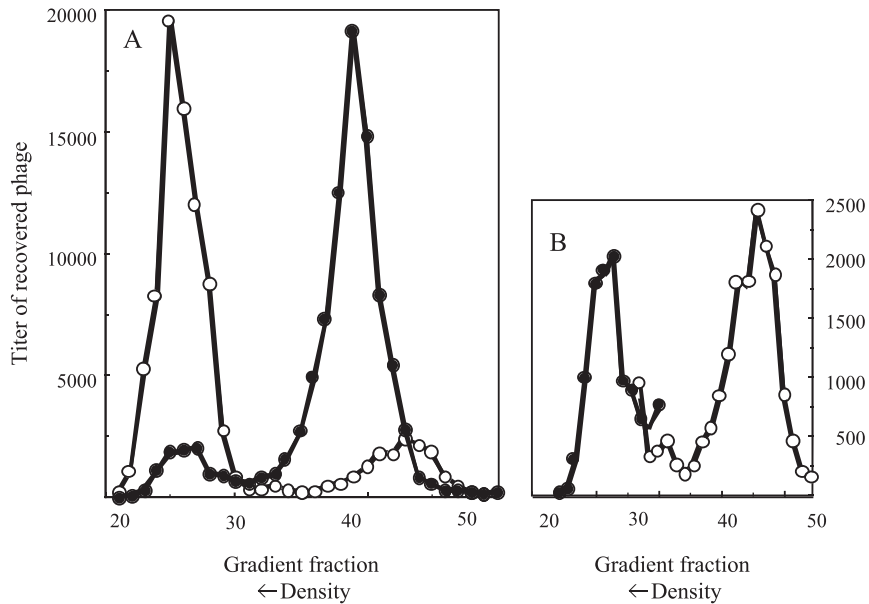 A
Titer of recovered phage
20000
15000
10000
5000
20 30 40 50
Gradient fraction
←Density
B
2500
2000
1500
1000
500
20 30 40 50
Gradient fraction
←Density